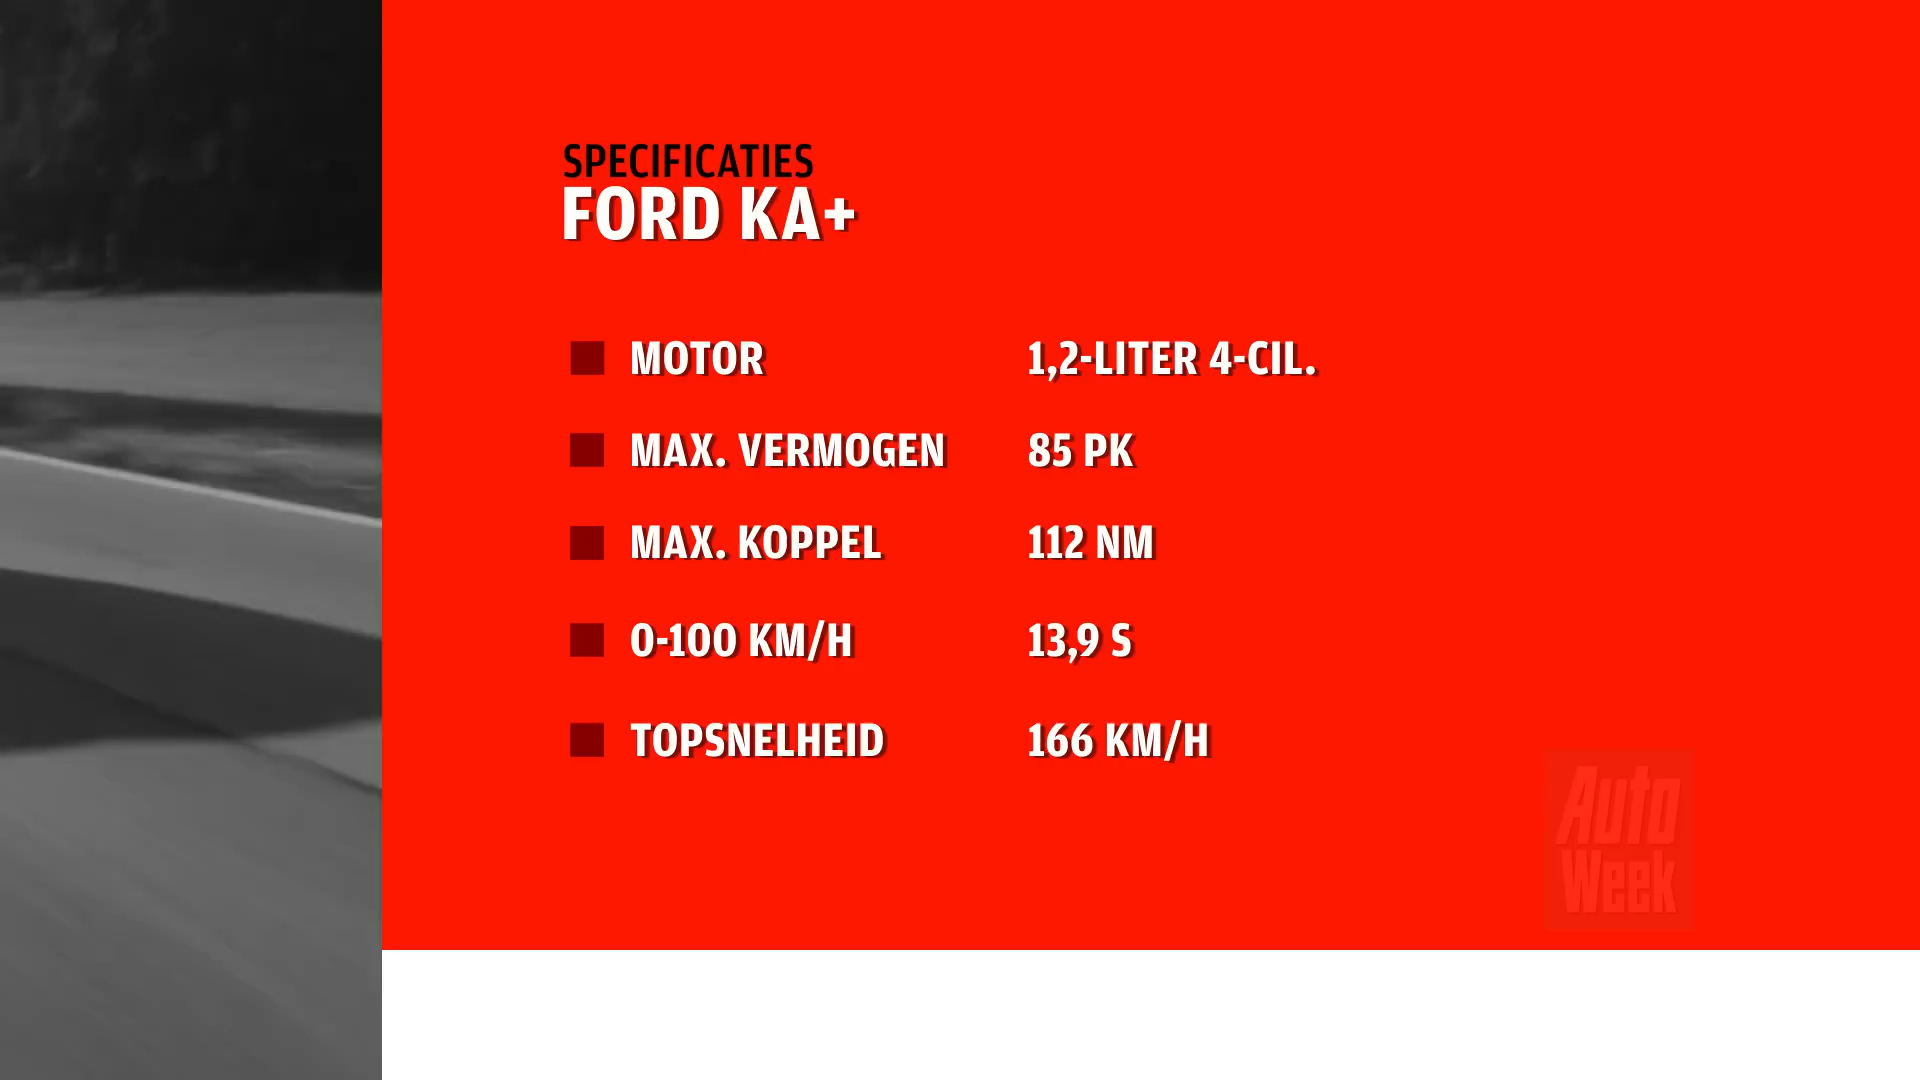 SPECIFICATIES
FORD KA+
MOTOR 1,2-LITER 4-CIL.
MAX. VERMOGEN 85 PK
MAX. KOPPEL 112 NM
0-100 KM/H 13,9 S
TOPSNELHEID 166 KM/H
Auto
Week